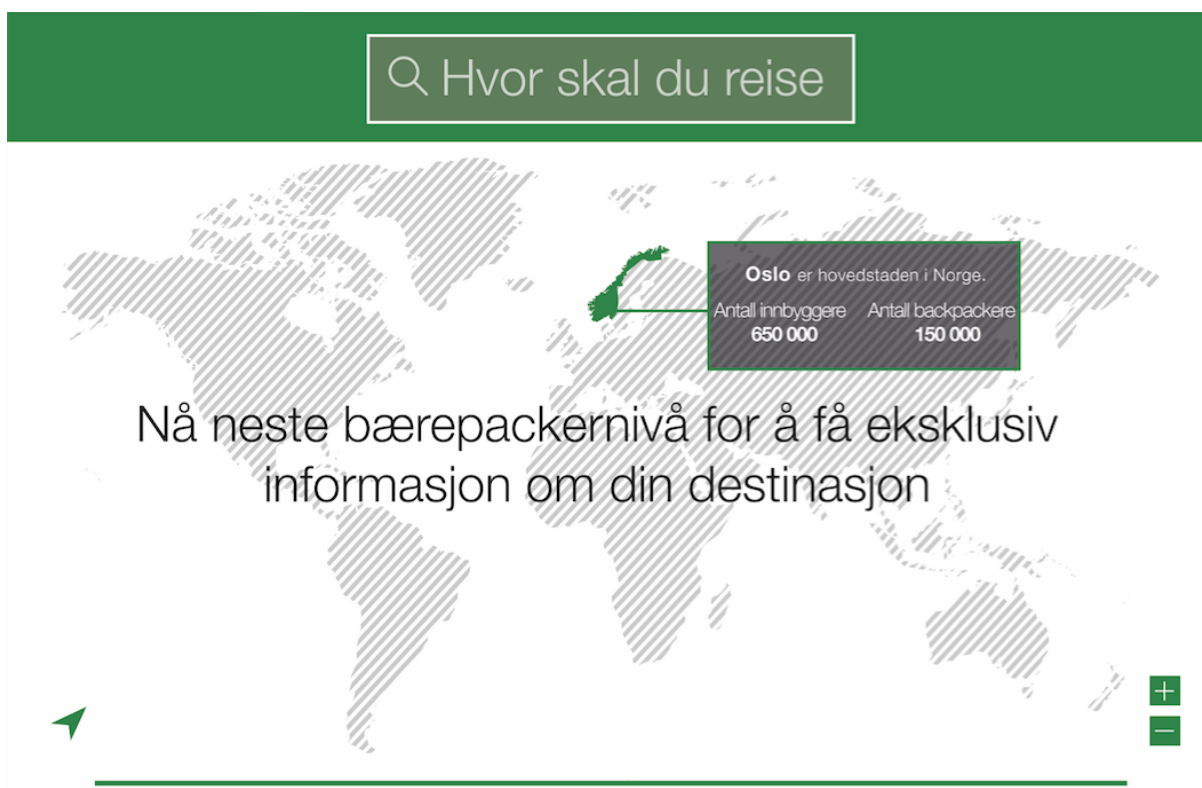 Hvor skal du reise
Oslo er hovedstaden i Norge.
Antall innbyggere Antall backpackere
650 000 150 000
Nå neste bærepackernivå for å få eksklusiv
informasjon om din destinasjon